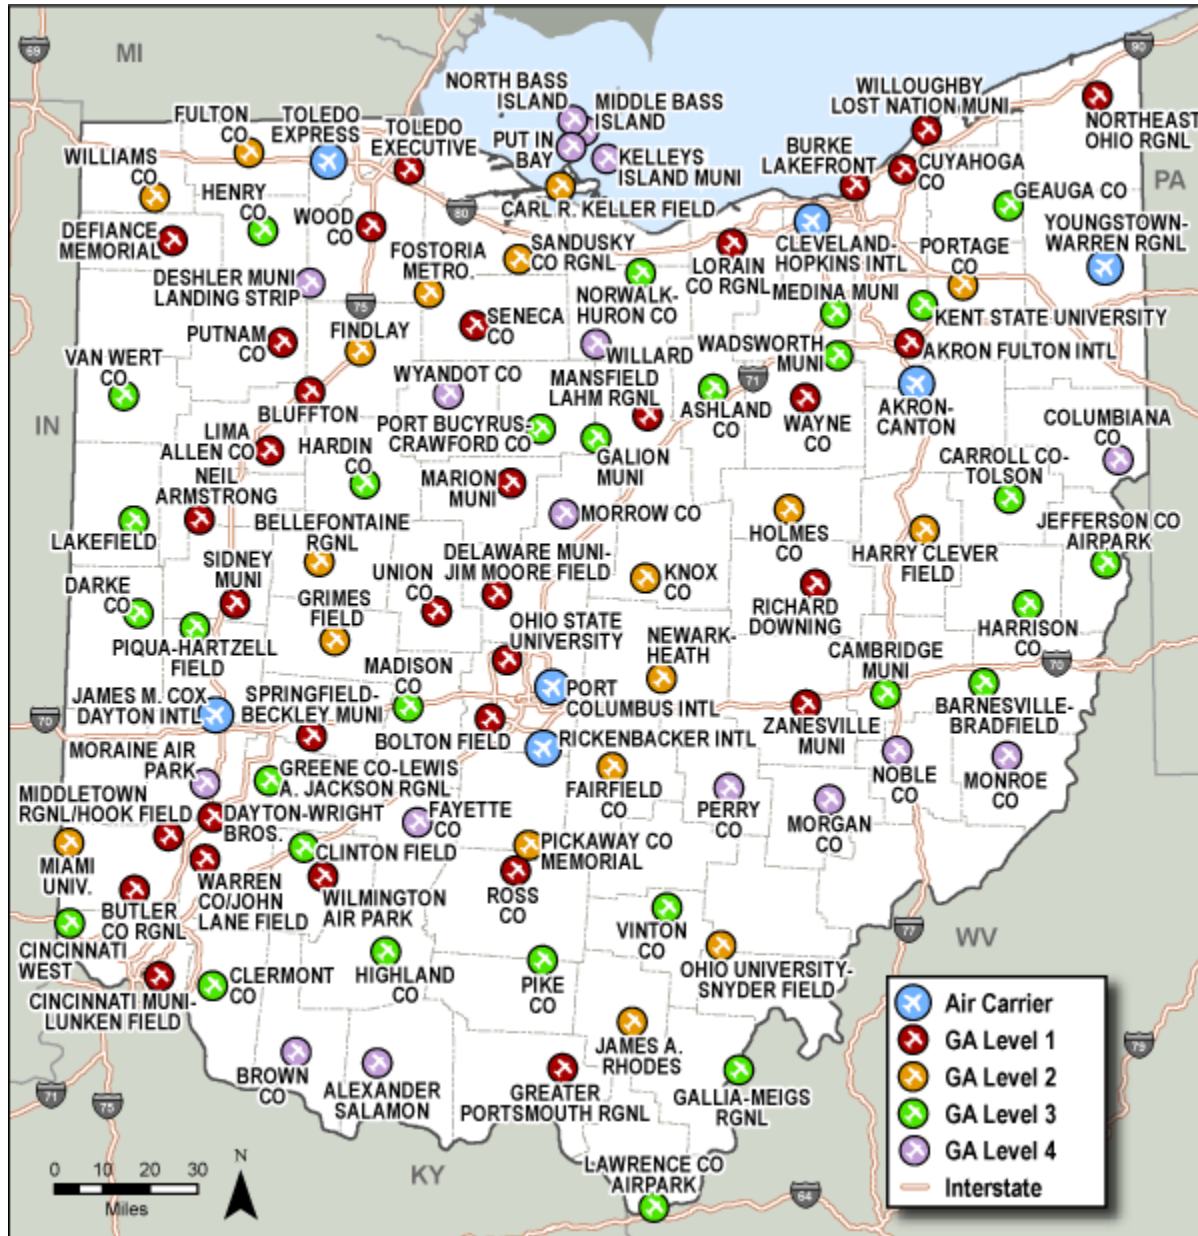 69
MI
90
NORTH BASS
ISLAND
MIDDLE BASS
ISLAND
WILLOUGHBY
LOST NATION MUNI
FULTON
CO
TOLEDO
EXPRESS
TOLEDO
EXECUTIVE
PUT IN
BAY
KELLEYS
ISLAND MUNI
BURKE
LAKEFRONT
CUYAHOGA
CO
NORTHEAST
OHIO RGNL
WILLIAMS
CO
HENRY
CO
WOOD
CO
80
CARL R. KELLER FIELD
GEAUGA CO
PA
DEFIANCE
MEMORIAL
FOSTORIA
METRO.
SANDUSKY
CO RGNL
LORAIN
CO RGNL
CLEVELAND-
HOPKINS INTL
PORTAGE
CO
YOUNGSTOWN-
WARREN RGNL
DESHLER MUNI
LANDING STRIP
75
NORWALK-
HURON CO
MEDINA MUNI
KENT STATE UNIVERSITY
PUTNAM
CO
FINDLAY
SENECA
CO
WILLARD
WADSWORTH
MUNI
AKRON FULTON INTL
VAN WERT
CO
BLUFFTON
WYANDOT CO
MANSFIELD
LAHM RGNL
71
ASHLAND
CO
WAYNE
CO
AKRON-
CANTON
IN
LIMA
ALLEN CO
HARDIN
CO
PORT BUCYRUS-
CRAWFORD CO
GALION
MUNI
COLUMBIANA
CO
NEIL
ARMSTRONG
MARION
MUNI
CARROLL CO-
TOLSON
LAKEFIELD
BELLEFONTAINE
RGNL
MORROW CO
HOLMES
CO
HARRY CLEVER
FIELD
JEFFERSON CO
AIRPARK
SIDNEY
MUNI
UNION
CO
DELAWARE MUNI-
JIM MOORE FIELD
KNOX
CO
RICHARD
DOWNING
DARKE
CO
GRIMES
FIELD
OHIO STATE
UNIVERSITY
HARRISON
CO
PIQUA-HARTZELL
FIELD
MADISON
CO
NEWARK-
HEATH
CAMBRIDGE
MUNI
70
JAMES M. COX
DAYTON INTL
70
SPRINGFIELD-
BECKLEY MUNI
BOLTON FIELD
PORT
COLUMBUS INTL
ZANESVILLE
MUNI
BARNESVILLE-
BRADFIELD
MORAINE AIR
PARK
RICKENBACKER INTL
GREENE CO-LEWIS
A. JACKSON RGNL
FAIRFIELD
CO
PERRY
CO
NOBLE
CO
MONROE
CO
MIDDLETOWN
RGNL/HOOK FIELD
DAYTON-WRIGHT
BROS.
FAYETTE
CO
MORGAN
CO
MIAMI
UNIV.
CLINTON FIELD
PICKAWAY CO
MEMORIAL
WARREN
CO/JOHN
LANE FIELD
WILMINGTON
AIR PARK
ROSS
CO
BUTLER
CO RGNL
VINTON
CO
CINCINNATI
WEST
77
WV
CLERMONT
CO
HIGHLAND
CO
PIKE
CO
OHIO UNIVERSITY-
SNYDER FIELD
CINCINNATI MUNI-
LUNKEN FIELD
JAMES A.
RHODES
BROWN
CO
ALEXANDER
SALAMON
GREATER
PORTSMOUTH RGNL
GALLIA-MEIGS
RGNL
71
75
79
LAWRENCE CO
AIRPARK
64
KY
Air Carrier
GA Level 1
GA Level 2
GA Level 3
GA Level 4
Interstate
0 10 20 30
Miles
N